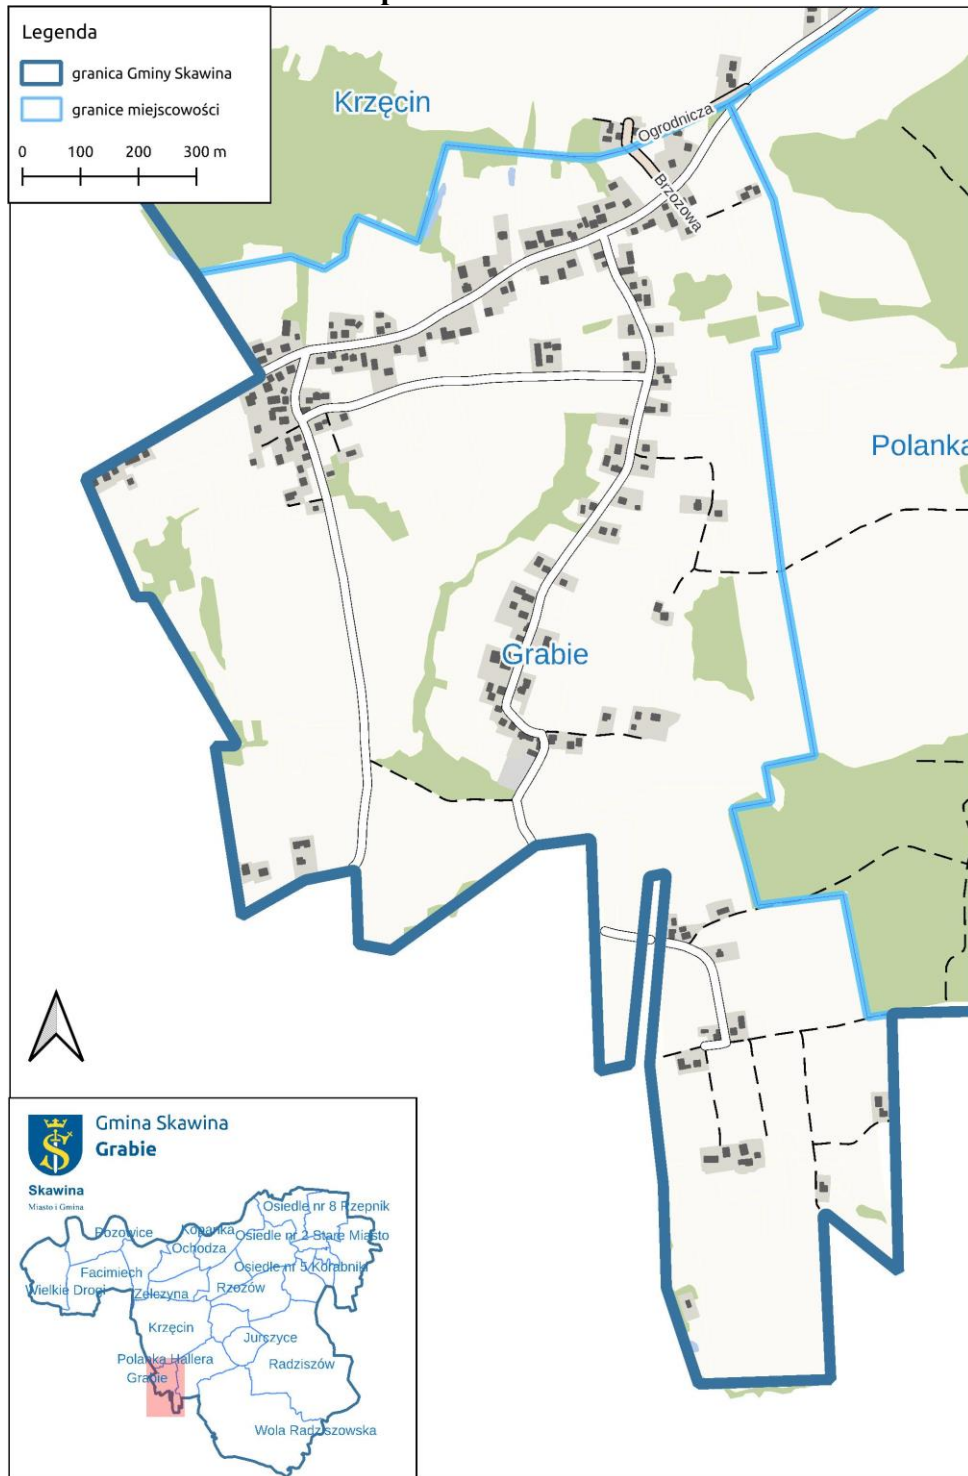 Legenda
granica Gminy Skawina
granice miejscowości
0 100 200 300 m
Krzęcin
Ogrodnicza
Brzozowa
Polanka
Grabie
Gmina Skawina
Grabie
Skawina
Miasto i Gmina
Osiedle nr 8 Rzepnik
Pozowice
Kopanka
Osiedle nr 2 Stare Miasto
Ochodza
Facimiech
Osiedle nr 5 Korabniki
Wielkie Drogi
Zelczyna
Rzozów
Krzęcin
Jurczyce
Polanka Hallera
Radziszów
Grabie
Wola Radziszowska